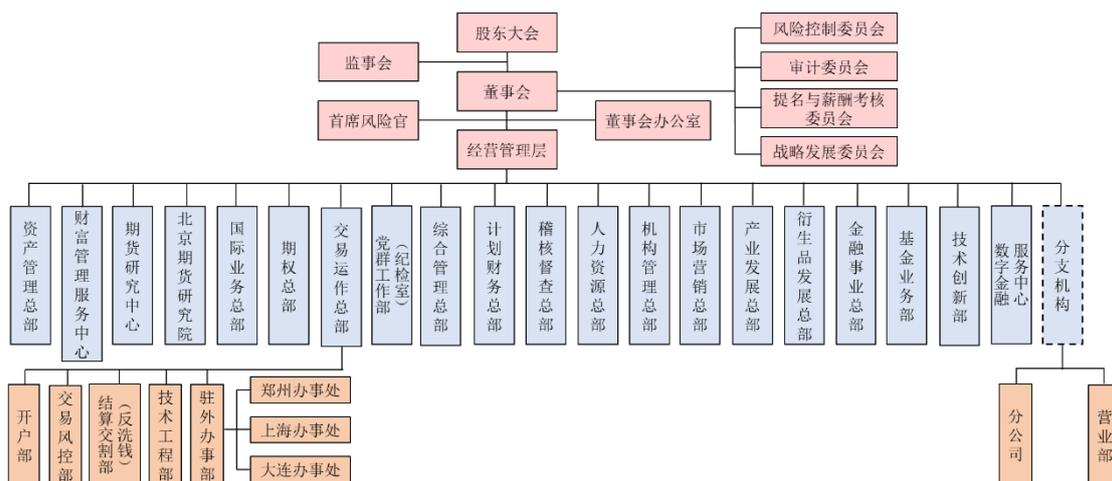 股东大会
监事会
董事会
首席风险官
董事会办公室
经营管理层
风险控制委员会
审计委员会
提名与薪酬考核
委员会
战略发展委员会
资产管理总部
财富管理服务中心
期货研究中心
北京期货研究院
国际业务总部
期权总部
交易运作总部
党群工作部
（纪检室）
综合管理总部
计划财务总部
稽核督查总部
人力资源总部
机构管理总部
市场营销总部
产业发展总部
衍生品发展总部
金融事业总部
基金业务部
技术创新部
数字金融
服务中心
分支机构
开户部
交易风控部
结算交割部
（反洗钱）
技术工程部
驻外办事部
郑州办事处
上海办事处
大连办事处
分公司
营业部